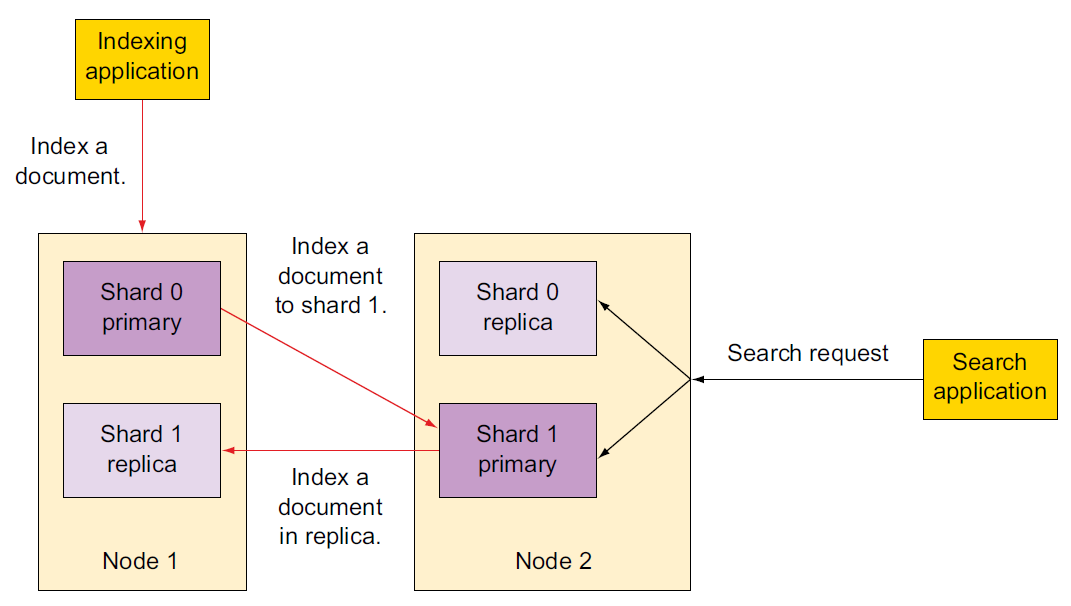 Indexing
application
Index a
document.
Index a
document
to shard 1.
Shard 0
primary
Shard 0
replica
Search request
Search
application
Shard 1
replica
Shard 1
primary
Index a
document
in replica.
Node 1
Node 2